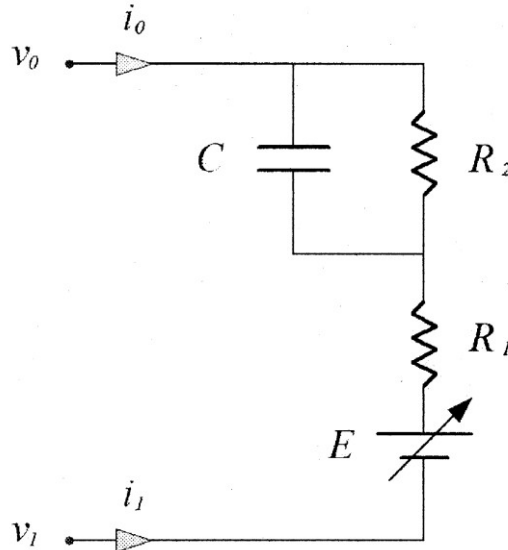 i₀
v₀
C
R₂
R₁
E
i₁
v₁